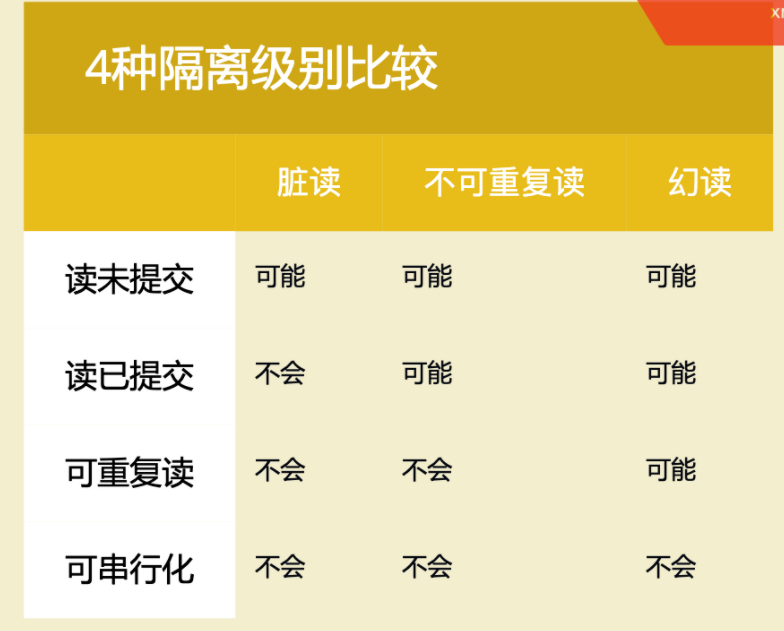 4种隔离级别比较
脏读 不可重复读 幻读
读未提交 可能 可能 可能
读已提交 不会 可能 可能
可重复读 不会 不会 可能
可串行化 不会 不会 不会